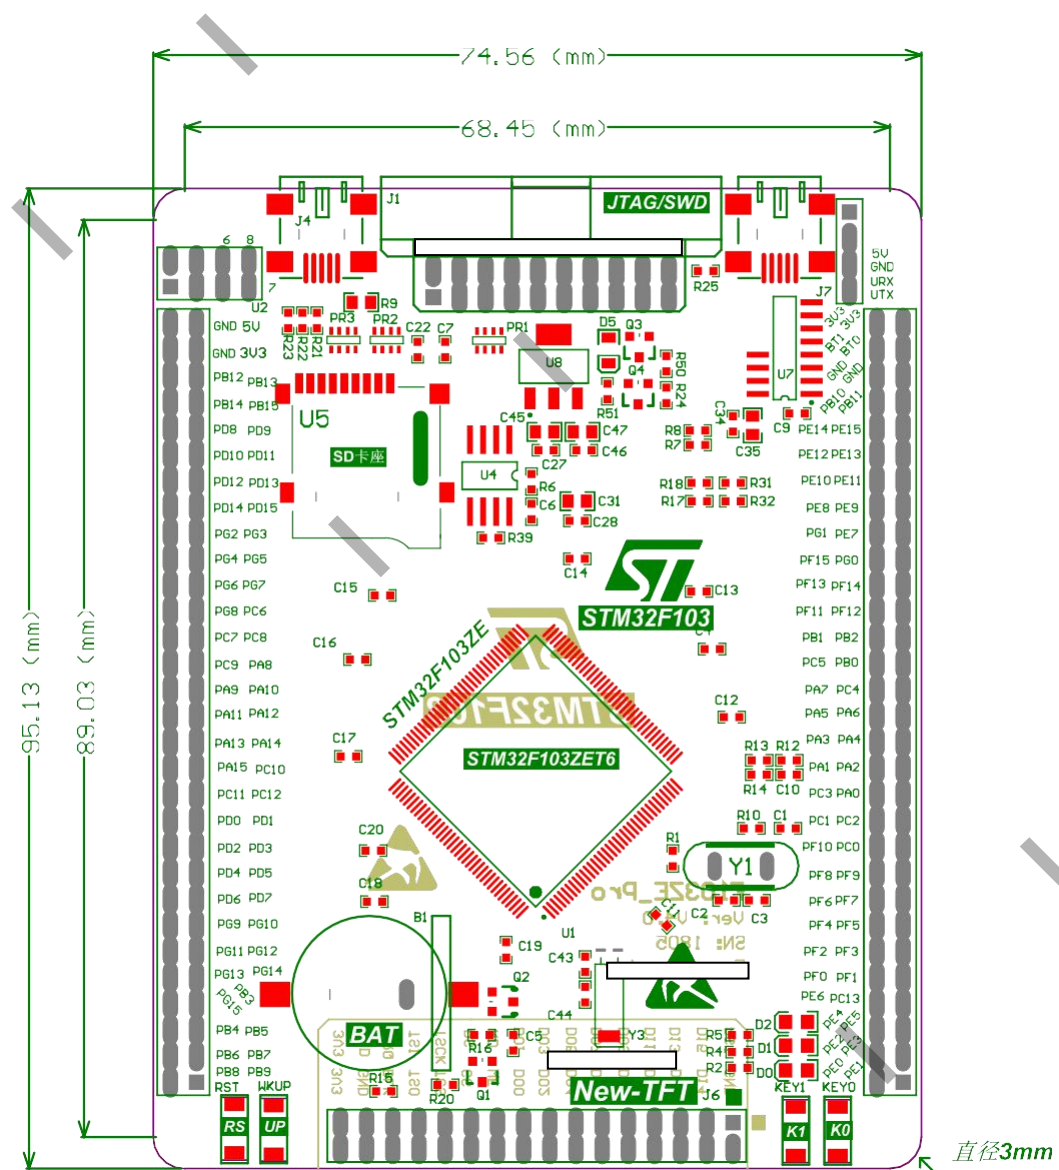 74.56 (mm)
68.45 (mm)
95.13 (mm)
89.03 (mm)
J1
JTAG/SWD
J4
6 8
7
U2
5V
GND
URX
UTX
J7
R25
R9
PR3 PR2
C22 C7
PR1
D5 Q3
R23 R22 R21
U8
Q4
R50
R24
R51
U7
3V3 3V3
BT1 BT0
GND GND
PB10 PB11
GND 5V
GND 3V3
PB12 PB13
PB14 PB15
PD8 PD9
PD10 PD11
PD12 PD13
PD14 PD15
PG2 PG3
PG4 PG5
PG6 PG7
PG8 PC6
PC7 PC8
PC9 PA8
PA9 PA10
PA11 PA12
PA13 PA14
PA15 PC10
PC11 PC12
PD0 PD1
PD2 PD3
PD4 PD5
PD6 PD7
PG9 PG10
PG11 PG12
PG13 PG14
PG15 PB3
PB4 PB5
PB6 PB7
PB8 PB9
U5
SD卡座
C45
C47
C46
C27
U4
R6
C6
C31
C28
R39
C14
R8
R7
C34
C35
C9
R18
R17
R31
R32
PE14 PE15
PE12 PE13
PE10 PE11
PE8 PE9
PG1 PE7
PF15 PG0
PF13 PF14
PF11 PF12
PB1 PB2
PC5 PB0
PA7 PC4
PA5 PA6
PA3 PA4
PA1 PA2
PC3 PA0
PC1 PC2
PF10 PC0
PF8 PF9
PF6 PF7
PF4 PF5
PF2 PF3
PF0 PF1
PE6 PC13
PE4 PE5
PE2 PE3
PE0 PE1
C15
C13
STM32F103
C16
STM32F103ZE
C12
STM32F103ZET6
C17
R13 R12
R14 C10
R10 C1
C20
R1
Y1
C18
C2
C3
B1
U1
C19
C43
Q2
C44
BAT
C5
R16
Y3
D2
R5
D1
R4
R2
D0
R15
R20
Q1
New-TFT
J6
RST WKUP
RS UP
KEY1 KEY0
K1 K0
Ver: V4.0
SN: 1805
直径3mm